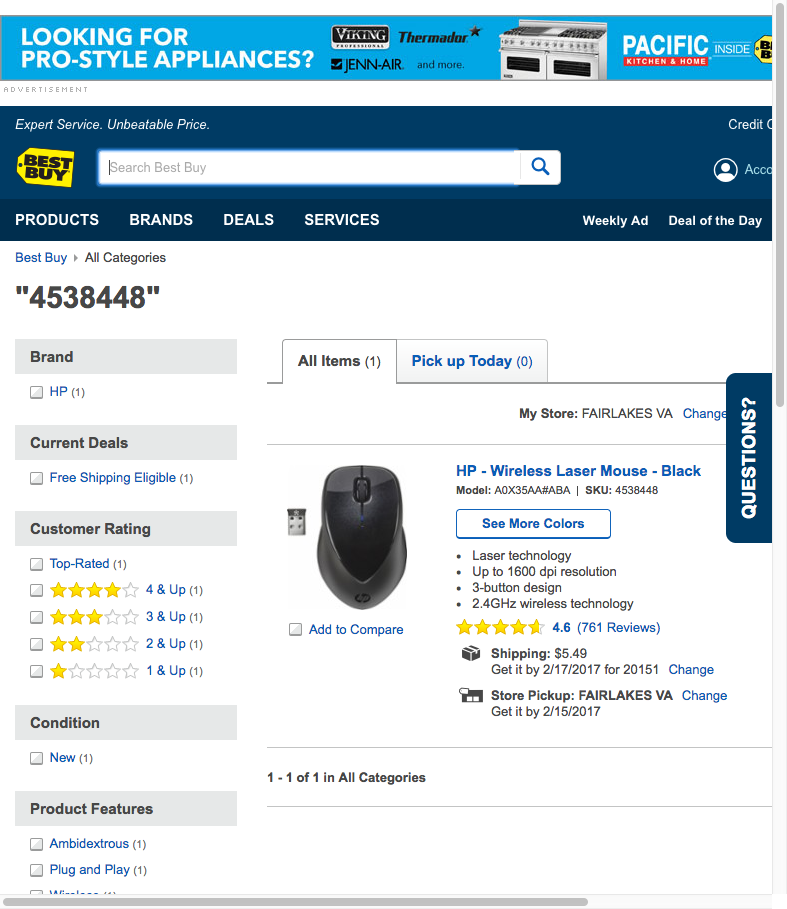 LOOKING FOR
PRO-STYLE APPLIANCES?
VIKING
PROFESSIONAL
Thermador
JENN-AIR. and more.
PACIFIC
KITCHEN & HOME
INSIDE
ADVERTISEMENT
Expert Service. Unbeatable Price.
Credit
BEST BUY
Search Best Buy
Acco
PRODUCTS BRANDS DEALS SERVICES Weekly Ad Deal of the Day
Best Buy All Categories
"4538448"
Brand
HP (1)
Current Deals
Free Shipping Eligible (1)
Customer Rating
Top-Rated (1)
4 & Up (1)
3 & Up (1)
2 & Up (1)
1 & Up (1)
Condition
New (1)
Product Features
Ambidextrous (1)
Plug and Play (1)
Wireless (1)
All Items (1) Pick up Today (0)
My Store: FAIRLAKES VA Change
QUESTIONS?
HP - Wireless Laser Mouse - Black
Model: A0X35AA#ABA | SKU: 4538448
See More Colors
Laser technology
Up to 1600 dpi resolution
3-button design
2.4GHz wireless technology
4.6 (761 Reviews)
Add to Compare
Shipping: $5.49
Get it by 2/17/2017 for 20151 Change
Store Pickup: FAIRLAKES VA Change
Get it by 2/15/2017
1 - 1 of 1 in All Categories